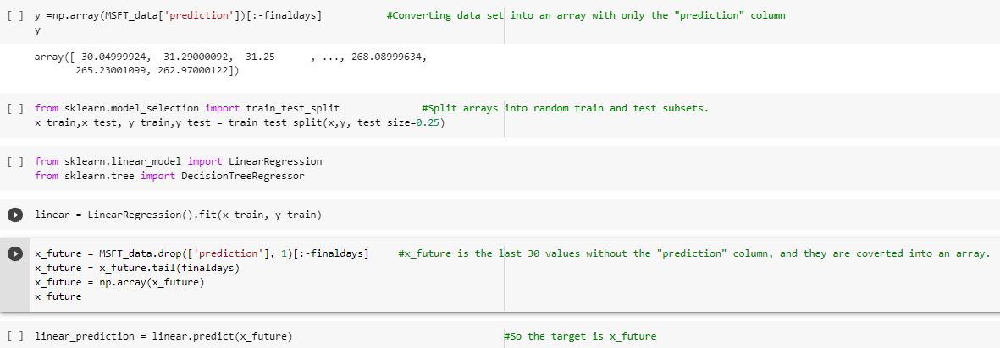 [ ] y =np.array(MSFT_data['prediction'])[:-finaldays] #Converting data set into an array with only the "prediction" column
y
array([ 30.04999924, 31.29000092, 31.25 , ..., 268.08999634,
265.23001099, 262.97000122])
[ ] from sklearn.model_selection import train_test_split #Split arrays into random train and test subsets.
x_train,x_test, y_train,y_test = train_test_split(x,y, test_size=0.25)
[ ] from sklearn.linear_model import LinearRegression
from sklearn.tree import DecisionTreeRegressor
linear = LinearRegression().fit(x_train, y_train)
x_future = MSFT_data.drop(['prediction'], 1)[:-finaldays] #x_future is the last 30 values without the "prediction" column, and they are coverted into an array.
x_future = x_future.tail(finaldays)
x_future = np.array(x_future)
x_future
[ ] linear_prediction = linear.predict(x_future) #So the target is x_future